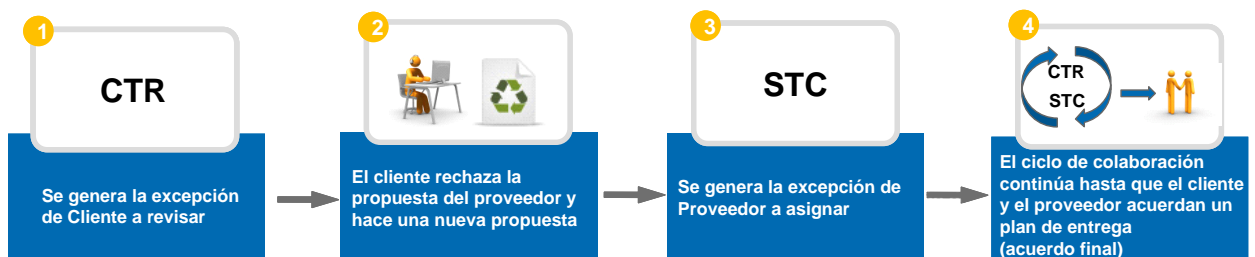 1
CTR
Se genera la excepción
de Cliente a revisar
2
El cliente rechaza la
propuesta del proveedor y
hace una nueva propuesta
3
STC
Se genera la excepción de
Proveedor a asignar
4
CTR
STC
El ciclo de colaboración
continúa hasta que el cliente
y el proveedor acuerdan un
plan de entrega
(acuerdo final)